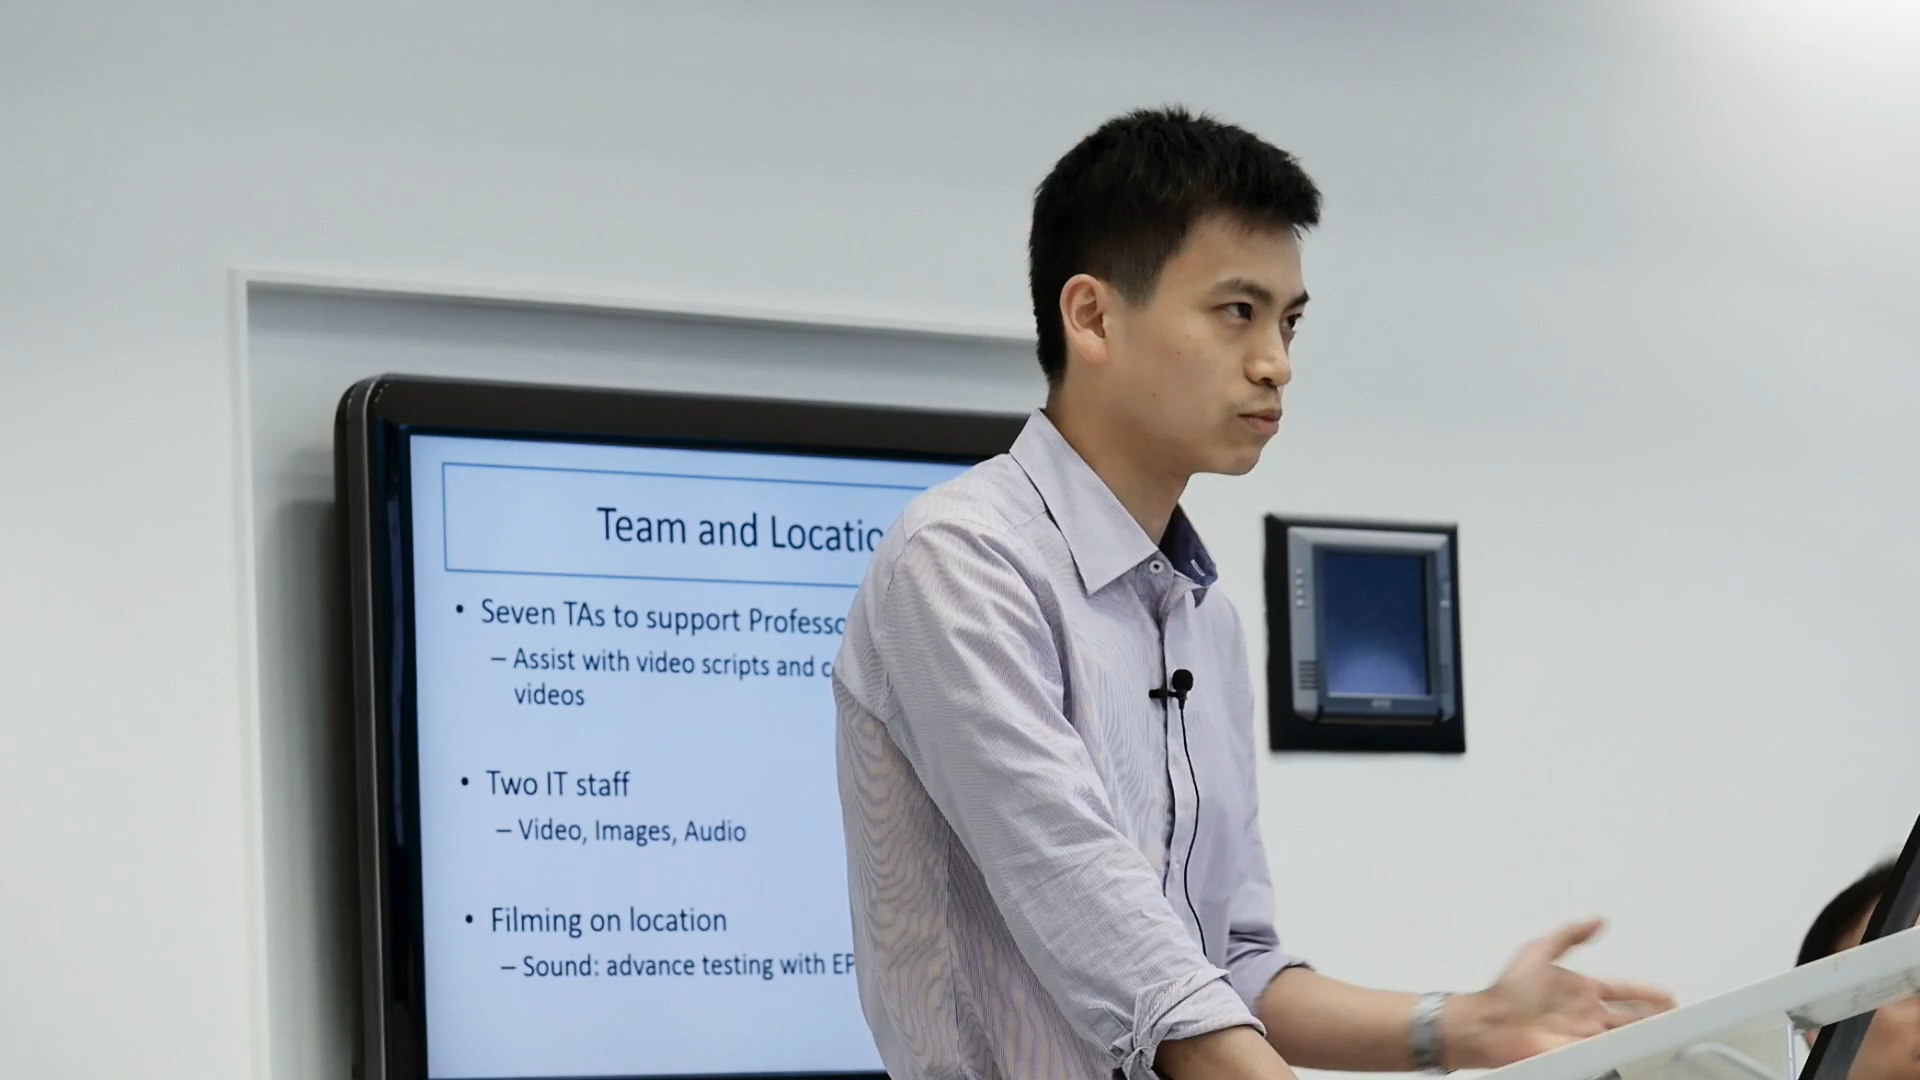 Team and Locatio
• Seven TAs to support Professo
– Assist with video scripts and c
videos
• Two IT staff
– Video, Images, Audio
• Filming on location
– Sound: advance testing with EP